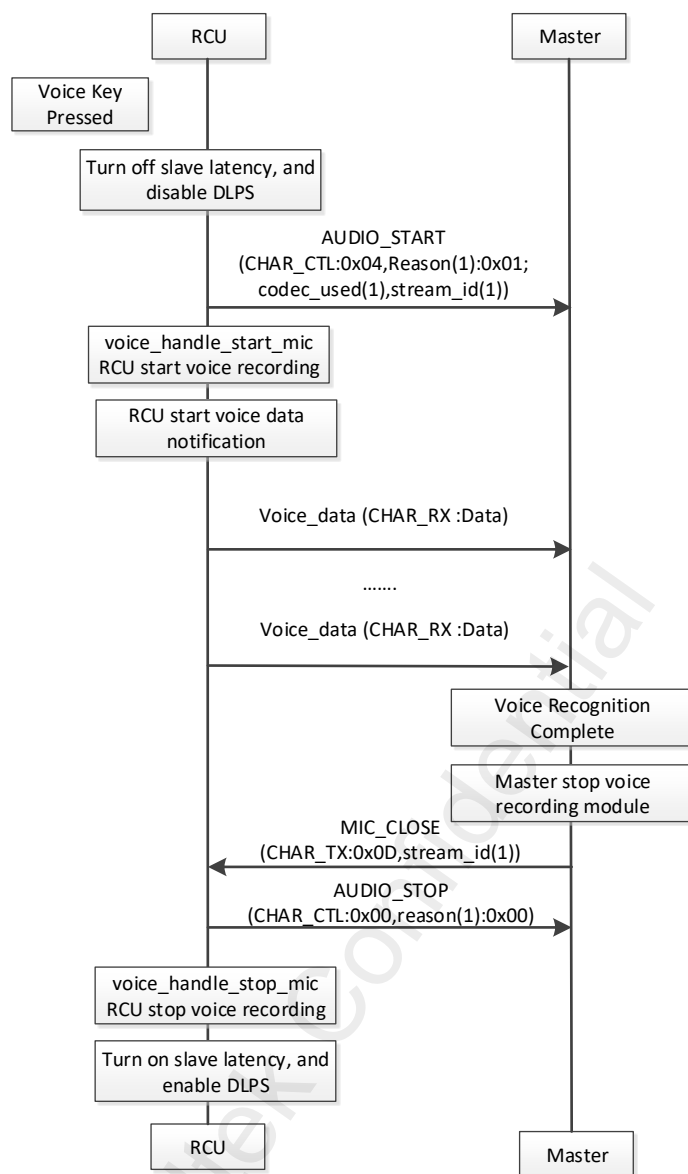 RCU
Master
Voice Key
Pressed
Turn off slave latency, and
disable DLPS
AUDIO_START
(CHAR_CTL:0x04,Reason(1):0x01;
codec_used(1),stream_id(1))
voice_handle_start_mic
RCU start voice recording
RCU start voice data
notification
Voice_data (CHAR_RX :Data)
…….
Voice_data (CHAR_RX :Data)
Voice Recognition
Complete
Master stop voice
recording module
MIC_CLOSE
(CHAR_TX:0x0D,stream_id(1))
AUDIO_STOP
(CHAR_CTL:0x00,reason(1):0x00)
voice_handle_stop_mic
RCU stop voice recording
Turn on slave latency, and
enable DLPS
RCU
Master
Confidential